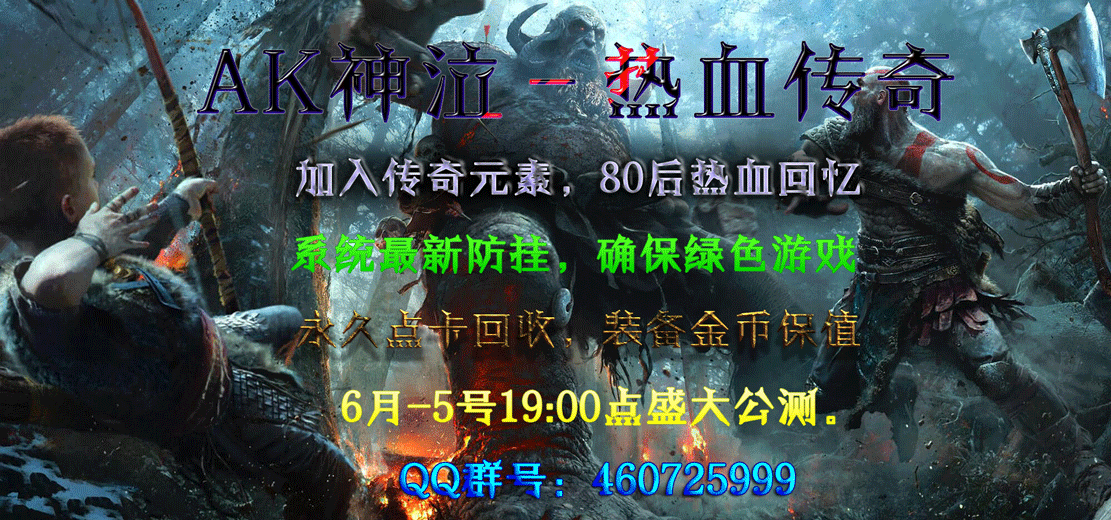 AK神泣-热血传奇
加入传奇元素，80后热血回忆
系统最新防挂，确保绿色游戏
永久点卡回收，装备金币保值
6月-5号19:00点盛大公测。
QQ群号：460725999